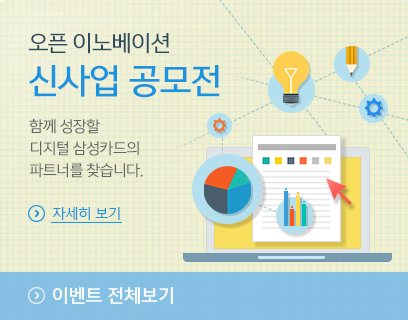 오픈 이노베이션
신사업 공모전
함께 성장할
디지털 삼성카드의
파트너를 찾습니다.
자세히 보기
이벤트 전체보기